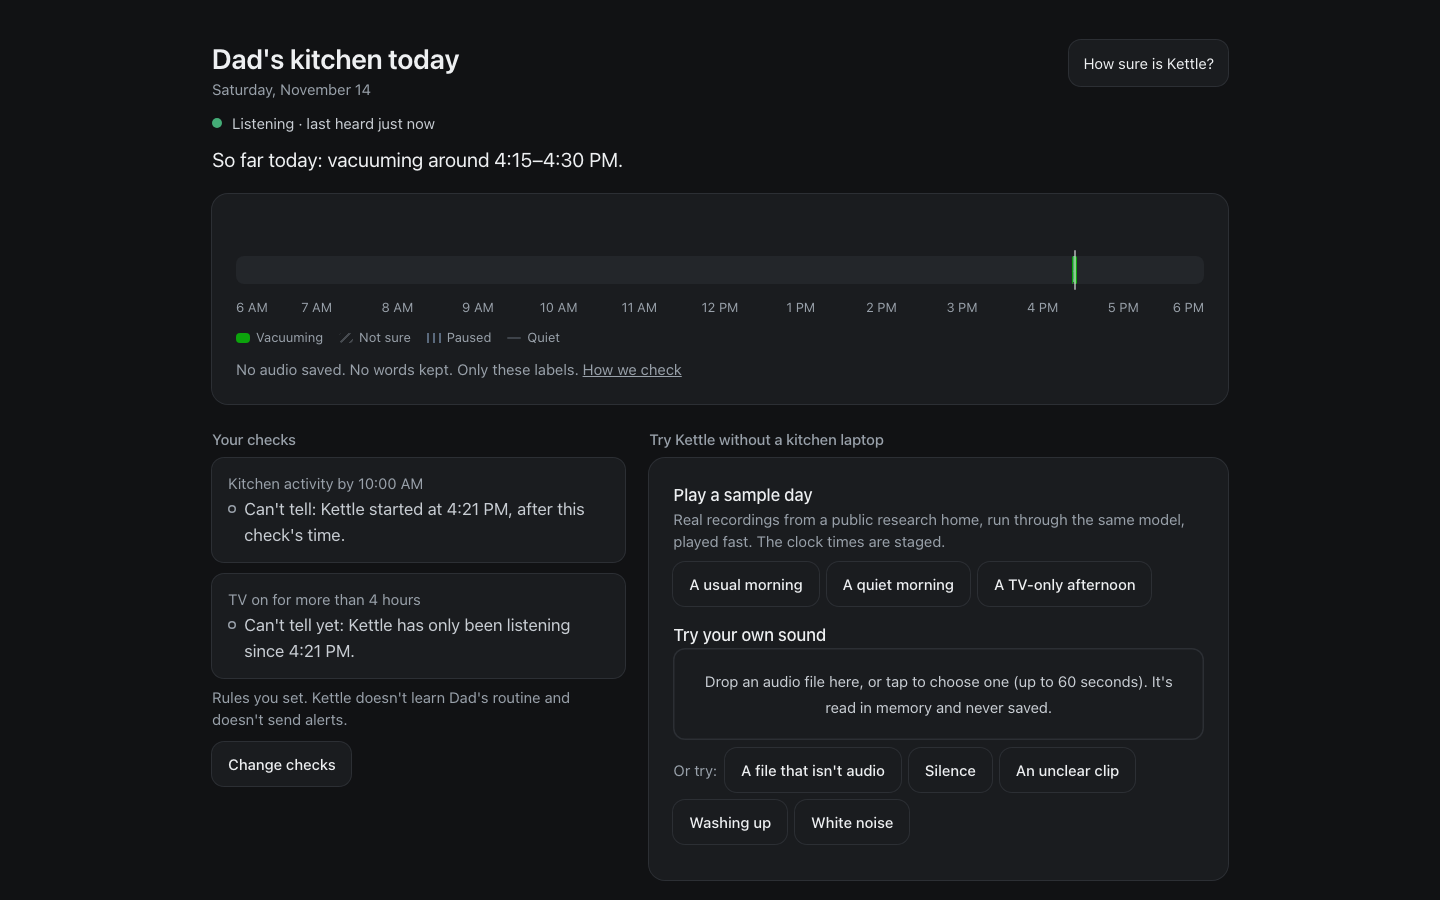 Dad's kitchen today
How sure is Kettle?
Saturday, November 14
Listening · last heard just now
So far today: vacuuming around 4:15–4:30 PM.
6 AM 7 AM 8 AM 9 AM 10 AM 11 AM 12 PM 1 PM 2 PM 3 PM 4 PM 5 PM 6 PM
Vacuuming Not sure Paused Quiet
No audio saved. No words kept. Only these labels. How we check
Your checks
Kitchen activity by 10:00 AM
Can't tell: Kettle started at 4:21 PM, after this
check's time.
TV on for more than 4 hours
Can't tell yet: Kettle has only been listening
since 4:21 PM.
Rules you set. Kettle doesn't learn Dad's routine and
doesn't send alerts.
Change checks
Try Kettle without a kitchen laptop
Play a sample day
Real recordings from a public research home, run through the same model,
played fast. The clock times are staged.
A usual morning A quiet morning A TV-only afternoon
Try your own sound
Drop an audio file here, or tap to choose one (up to 60 seconds). It's
read in memory and never saved.
Or try: A file that isn't audio Silence An unclear clip
Washing up White noise